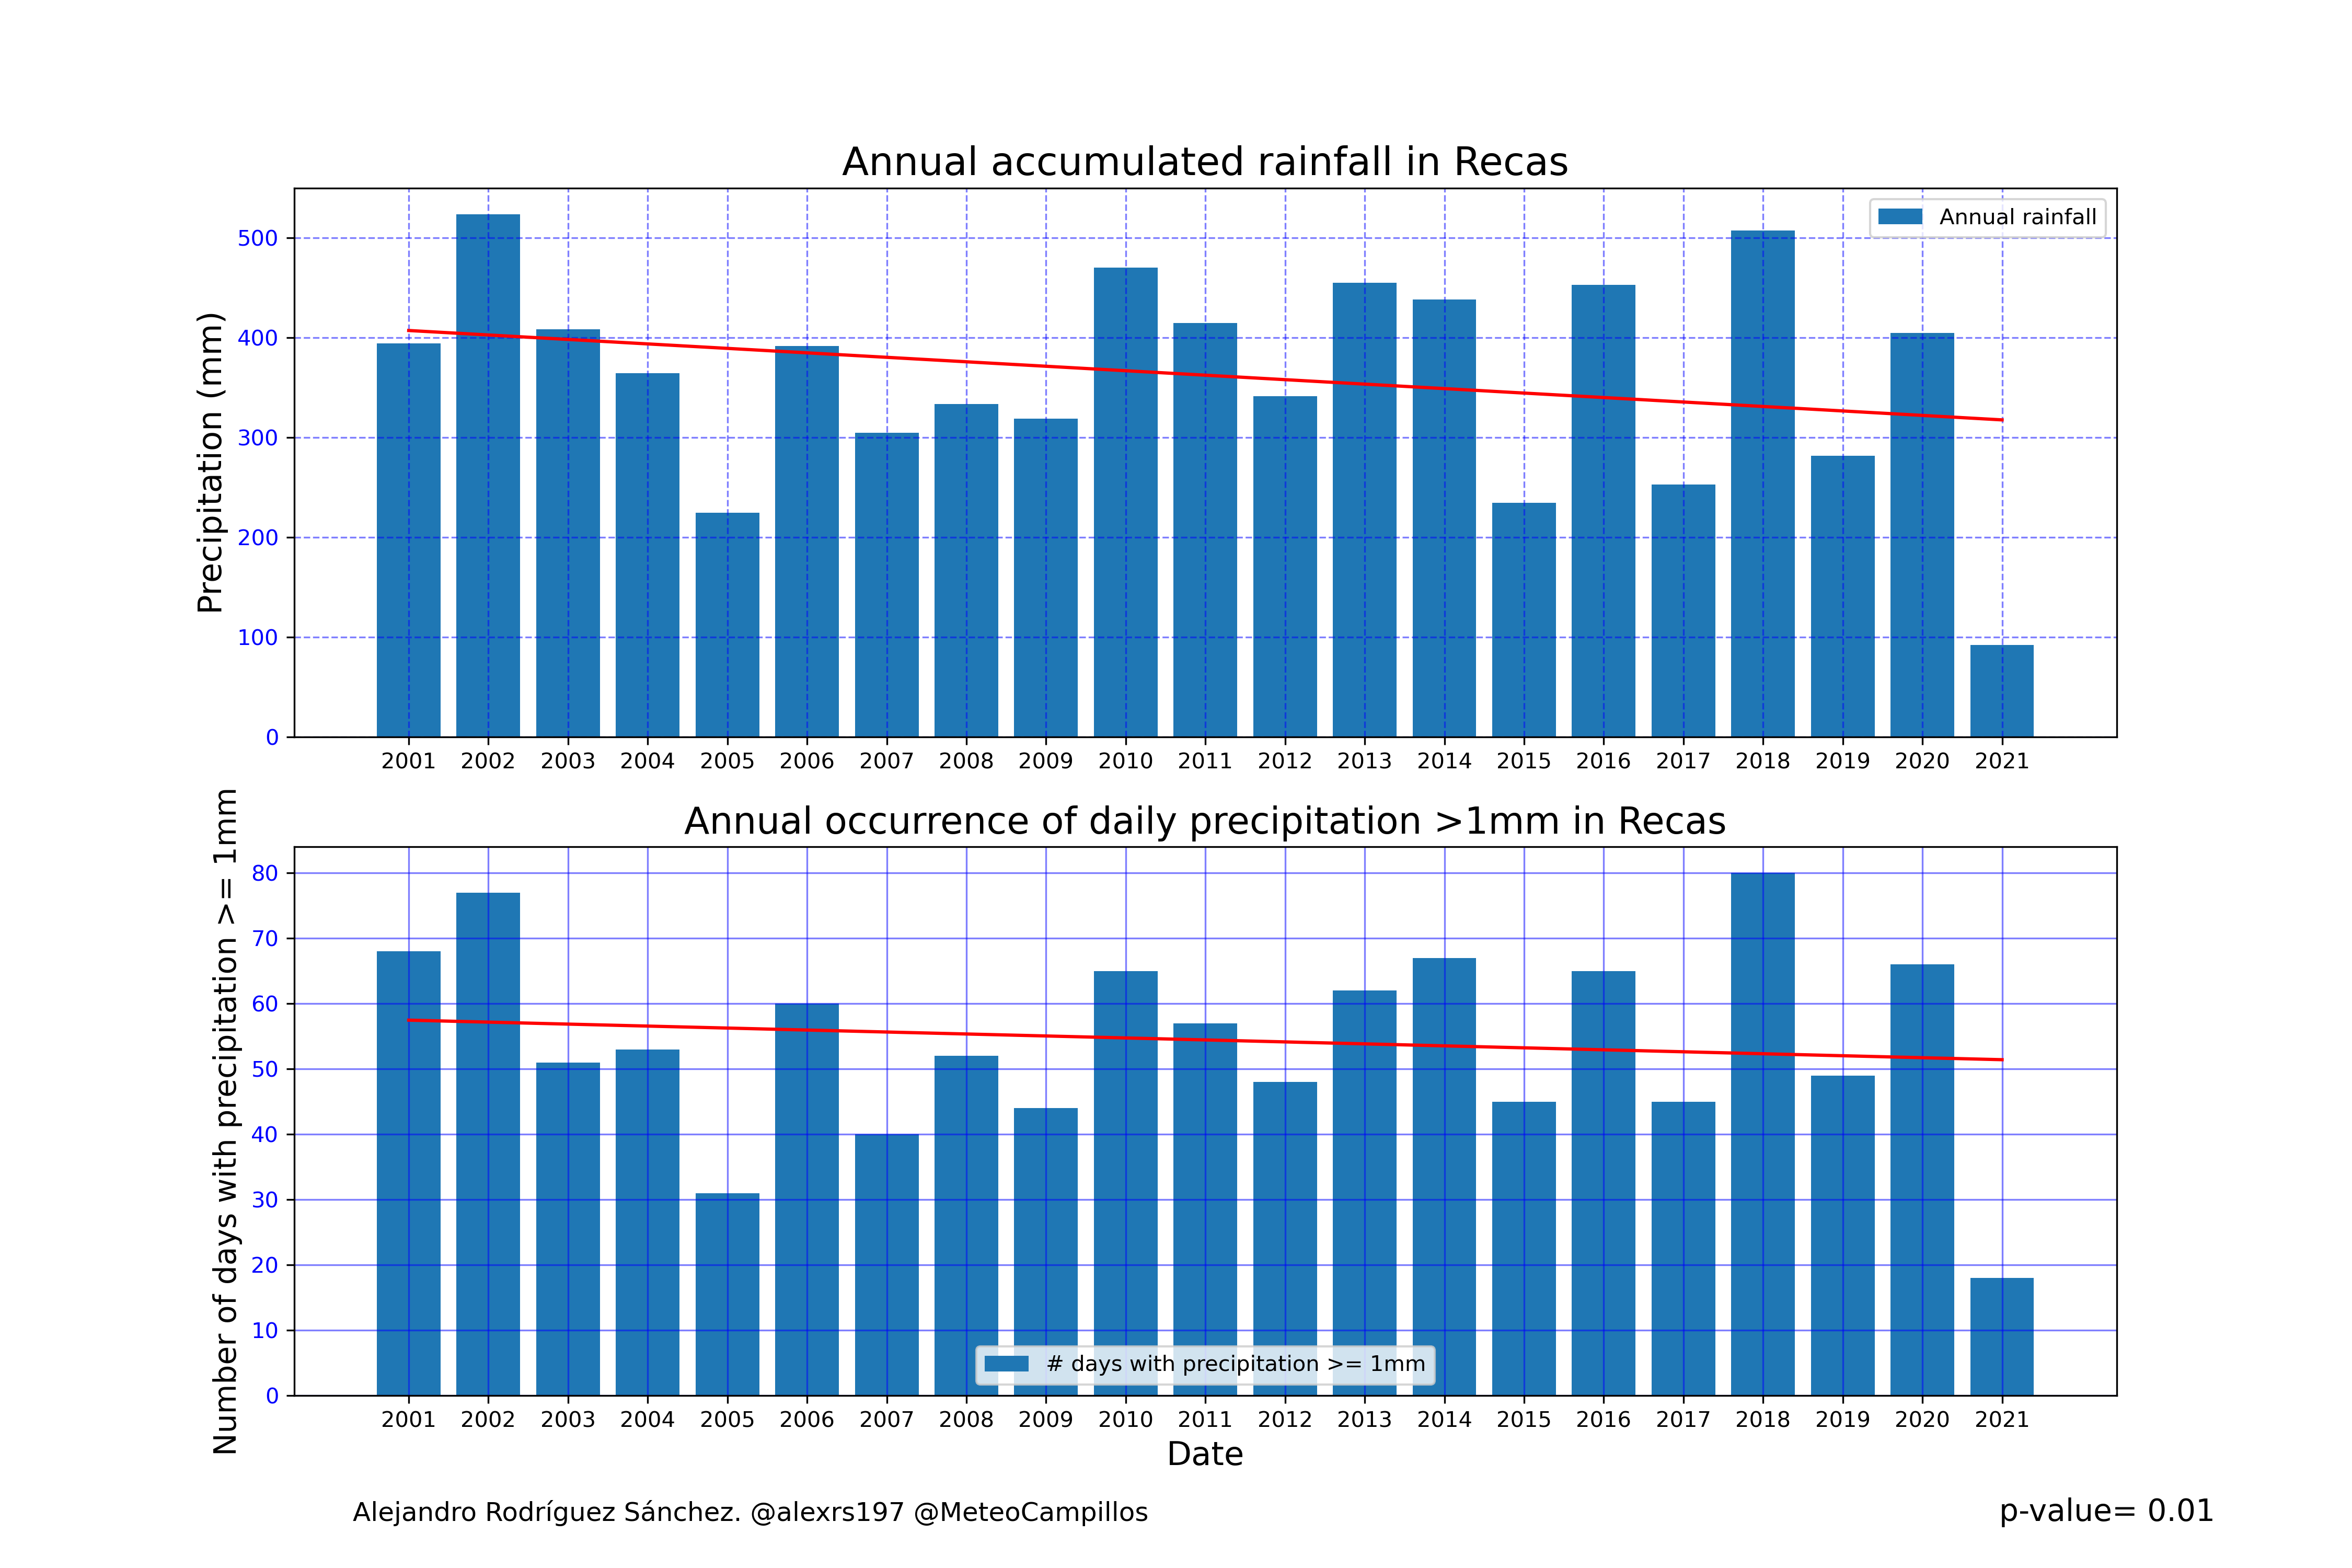 Annual accumulated rainfall in Recas
Annual rainfall
Precipitation (mm)
500
400
300
200
100
0
2001 2002 2003 2004 2005 2006 2007 2008 2009 2010 2011 2012 2013 2014 2015 2016 2017 2018 2019 2020 2021
Annual occurrence of daily precipitation >1mm in Recas
Number of days with precipitation >= 1mm
80
70
60
50
40
30
20
10
0
# days with precipitation >= 1mm
2001 2002 2003 2004 2005 2006 2007 2008 2009 2010 2011 2012 2013 2014 2015 2016 2017 2018 2019 2020 2021
Date
Alejandro Rodríguez Sánchez. @alexrs197 @MeteoCampillos
p-value= 0.01